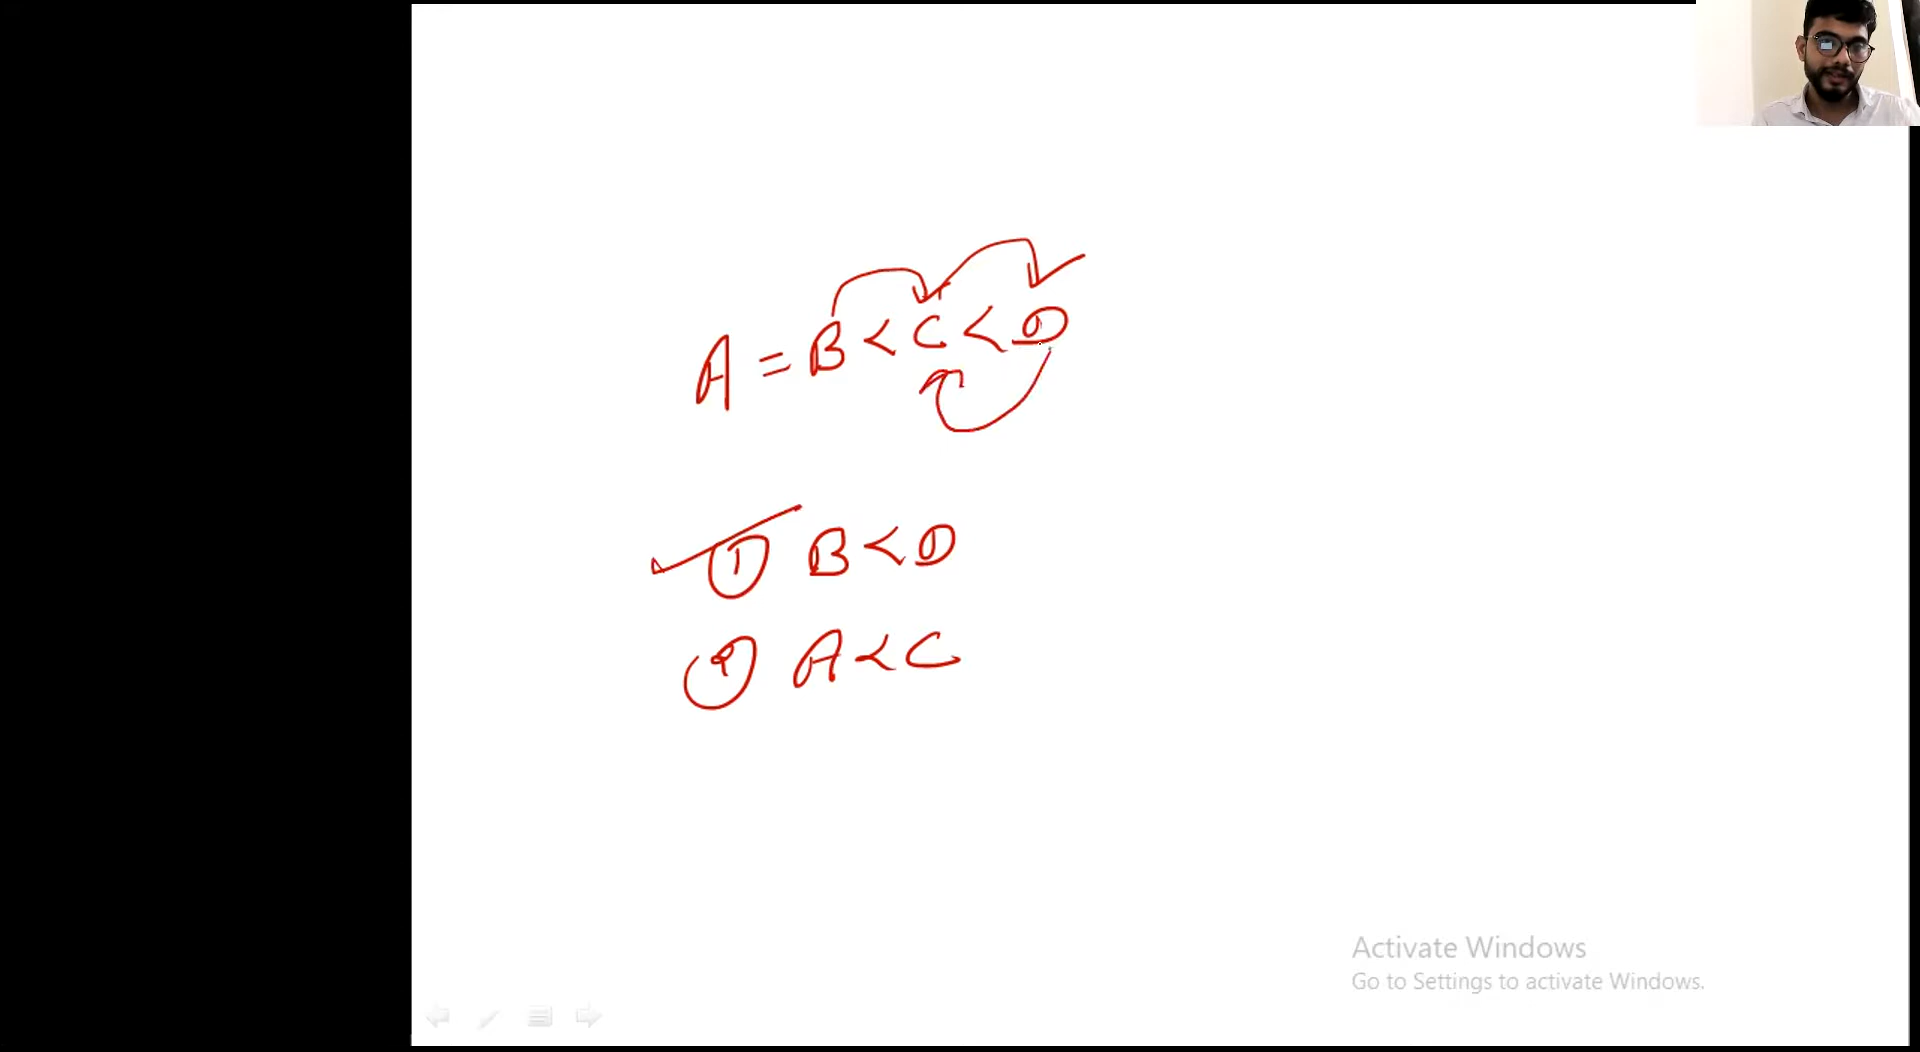 A = B < C < D
① B < D
② A < C
Activate Windows
Go to Settings to activate Windows.